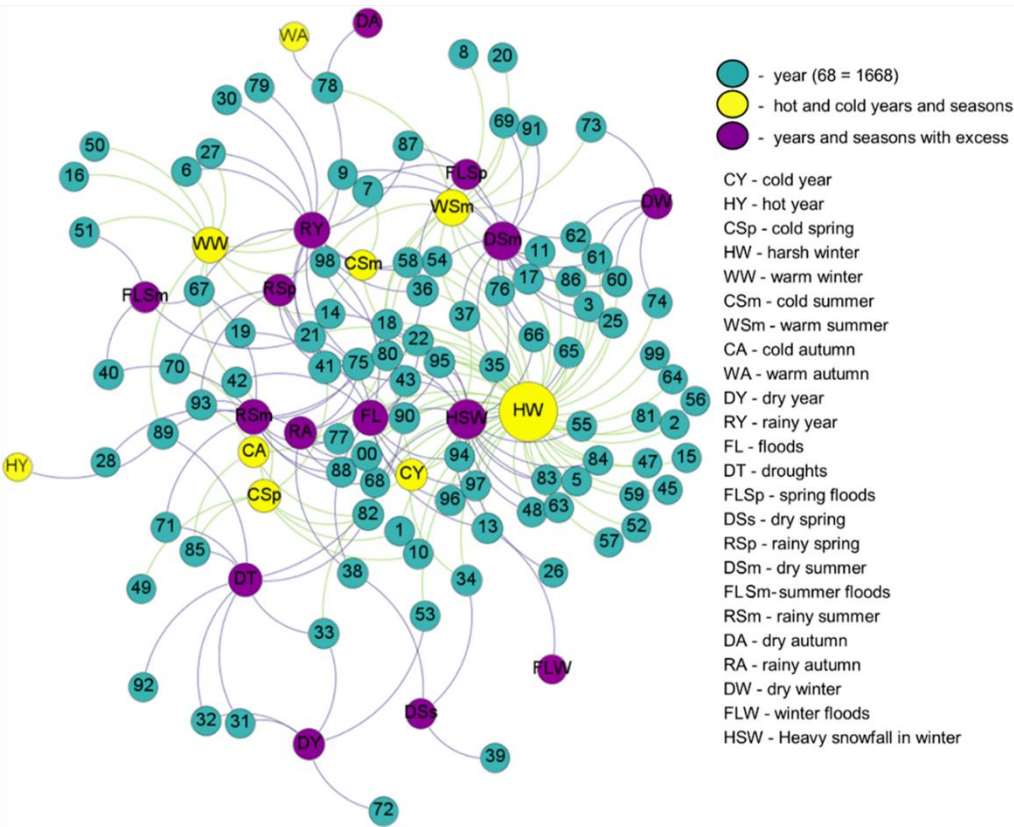 WA
DA
8
20
- year (68 = 1668)
- hot and cold years and seasons
- years and seasons with excess
79
30
78
69
91
73
50
27
87
16
6
9
7
FLSp
WSm
DW
51
WW
RY
DSm
62
11
61
98
CSm
58
54
FLSm
67
RSp
36
76
17
86
60
3
74
19
14
21
18
37
25
22
66
65
99
40
70
42
41
75
80
95
35
43
64
93
RSm
RA
FL
90
HSW
HW
56
81
2
55
89
CA
77
00
94
HY
28
88
68
CY
84
47
15
CSp
97
83
5
96
59
45
48
63
71
82
1
13
52
57
85
10
49
DT
38
34
26
53
33
92
FLW
32
31
DSs
DY
39
72
CY - cold year
HY - hot year
CSp - cold spring
HW - harsh winter
WW - warm winter
CSm - cold summer
WSm - warm summer
CA - cold autumn
WA - warm autumn
DY - dry year
RY - rainy year
FL - floods
DT - droughts
FLSp - spring floods
DSs - dry spring
RSp - rainy spring
DSm - dry summer
FLSm-summer floods
RSm - rainy summer
DA - dry autumn
RA - rainy autumn
DW - dry winter
FLW - winter floods
HSW - Heavy snowfall in winter